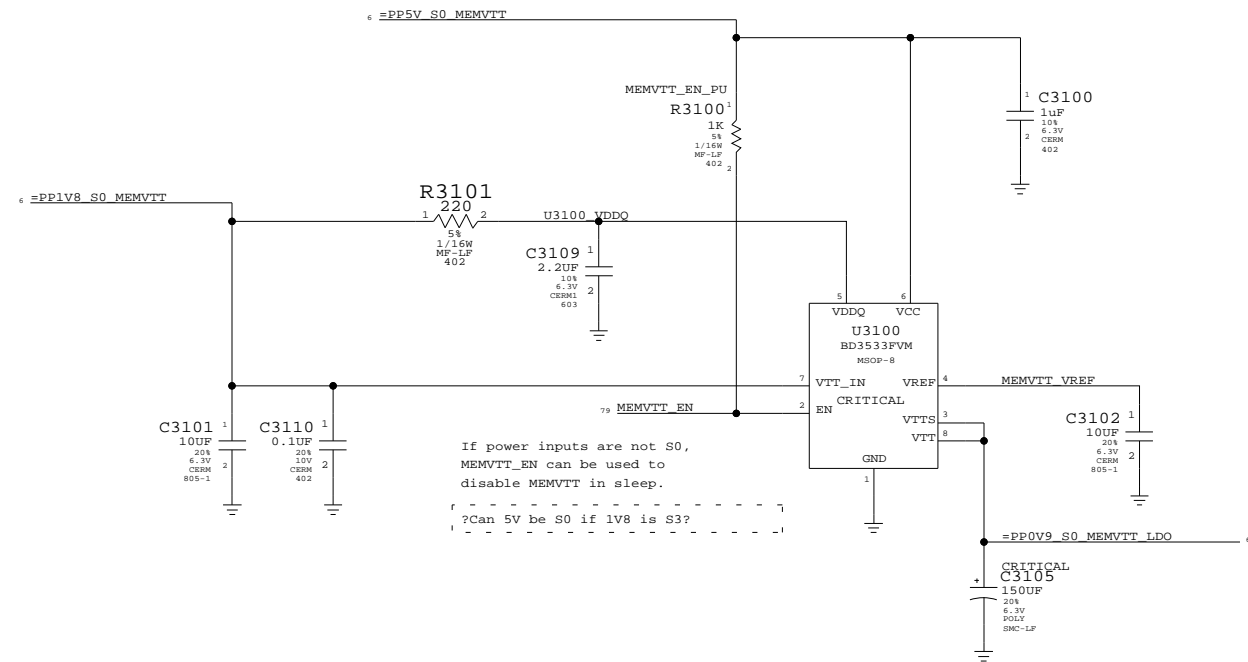 6 =PP5V_S0_MEMVTT
MEMVTT_EN_PU
R3100 1
1K
5%
1/16W
MF-LF
402
2
1 C3100
1uF
10%
6.3V
2 CERM
402
6 =PP1V8_S0_MEMVTT
R3101
220
1 2
5%
1/16W
MF-LF
402
U3100_VDDQ
C3109 1
2.2UF
10%
6.3V
CERM1 2
603
5 6
VDDQ VCC
U3100
BD3533FVM
MSOP-8
7 VTT_IN VREF 4 MEMVTT_VREF
CRITICAL
79 MEMVTT_EN 2 EN
VTTS 3
VTT 8
GND
1
C3101 1
10UF
20%
6.3V
CERM 2
805-1
C3110 1
0.1UF
20%
10V
CERM 2
402
C3102 1
10UF
20%
6.3V
CERM 2
805-1
If power inputs are not S0,
MEMVTT_EN can be used to
disable MEMVTT in sleep.
?Can 5V be S0 if 1V8 is S3?
=PP0V9_S0_MEMVTT_LDO 6
CRITICAL
+ C3105
150UF
20%
6.3V
POLY
SMC-LF